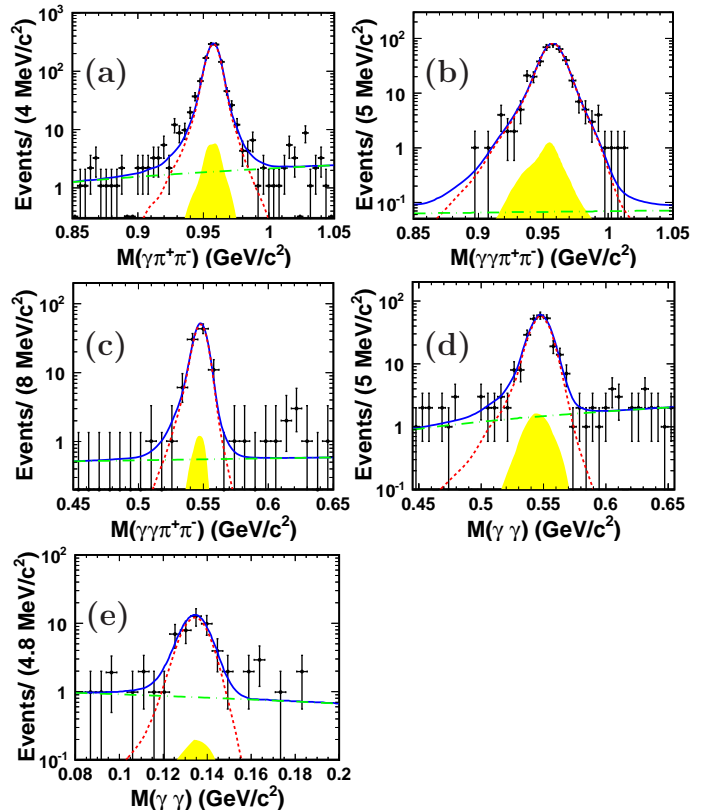 (a)
Events/ (4 MeV/c²)
10³
10²
10
1
0.85 0.9 0.95 1 1.05
M(γπ⁺π⁻) (GeV/c²)
(b)
Events/ (5 MeV/c²)
10²
10
1
10⁻¹
0.85 0.9 0.95 1 1.05
M(γγπ⁺π⁻) (GeV/c²)
(c)
Events/ (8 MeV/c²)
10²
10
1
0.45 0.5 0.55 0.6 0.65
M(γγπ⁺π⁻) (GeV/c²)
(d)
Events/ (5 MeV/c²)
10²
10
1
10⁻¹
0.45 0.5 0.55 0.6 0.65
M(γ γ) (GeV/c²)
(e)
Events/ (4.8 MeV/c²)
10²
10
1
10⁻¹
0.08 0.1 0.12 0.14 0.16 0.18 0.2
M(γ γ) (GeV/c²)